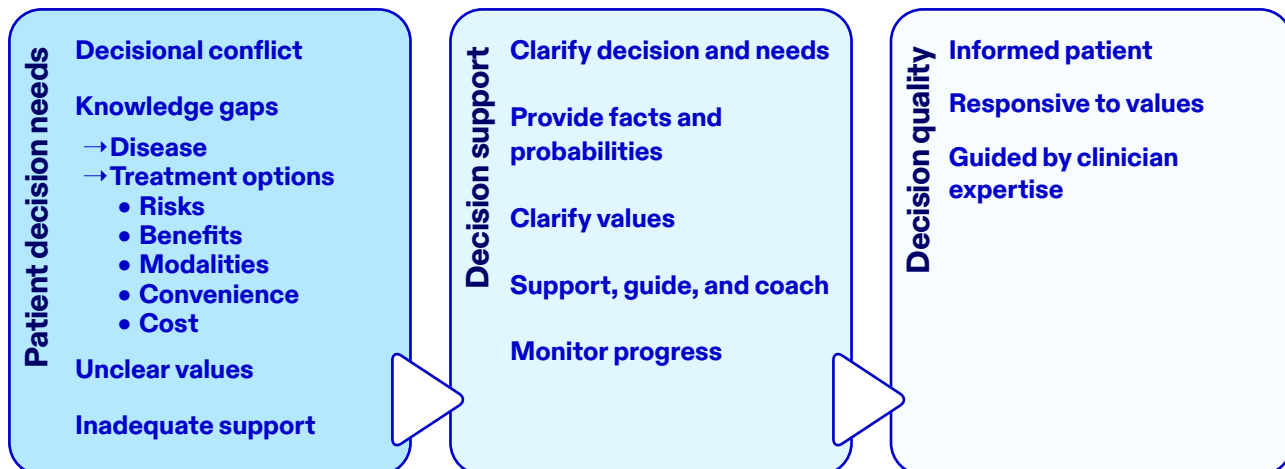 Patient decision needs
Decisional conflict
Knowledge gaps
→Disease
→Treatment options
• Risks
• Benefits
• Modalities
• Convenience
• Cost
Unclear values
Inadequate support
Decision support
Clarify decision and needs
Provide facts and
probabilities
Clarify values
Support, guide, and coach
Monitor progress
Decision quality
Informed patient
Responsive to values
Guided by clinician
expertise